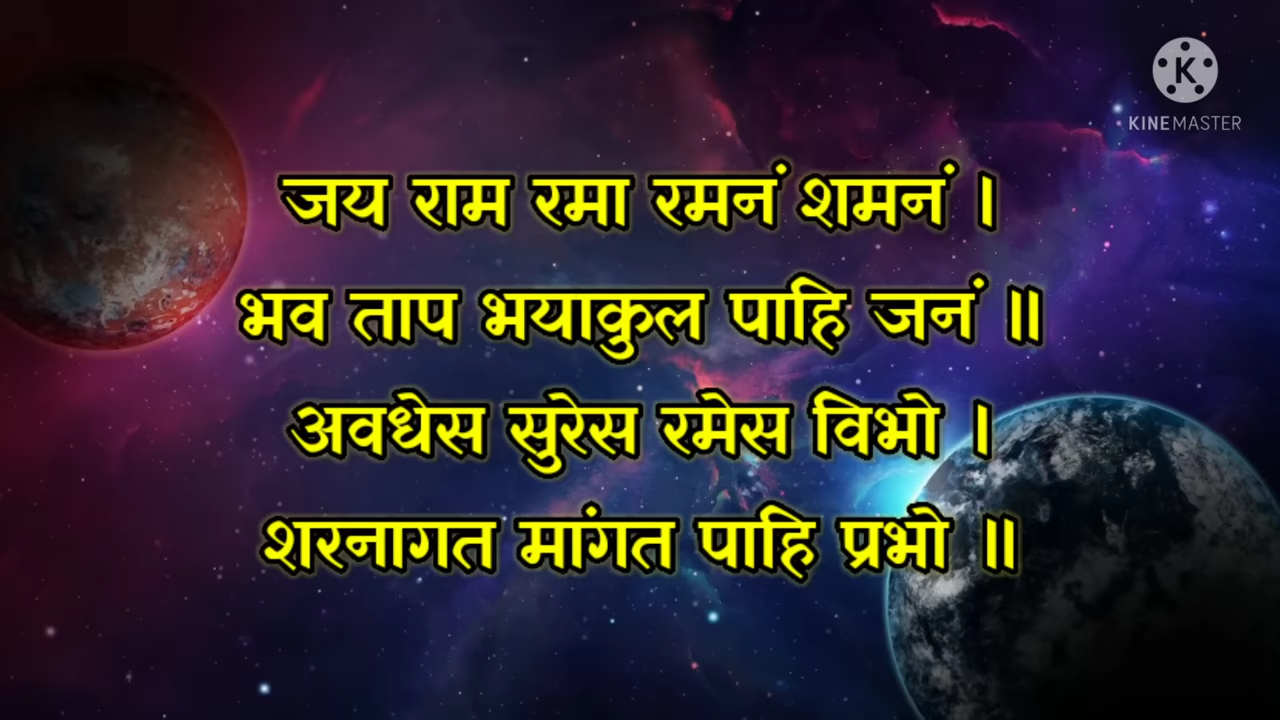 K
KINEMASTER
जय राम रमा रमनं शमनं ।
भव ताप भयाकुल पाहि जनं ॥
अवधेस सुरेस रमेस विभो ।
शरनागत मांगत पाहि प्रभो ॥